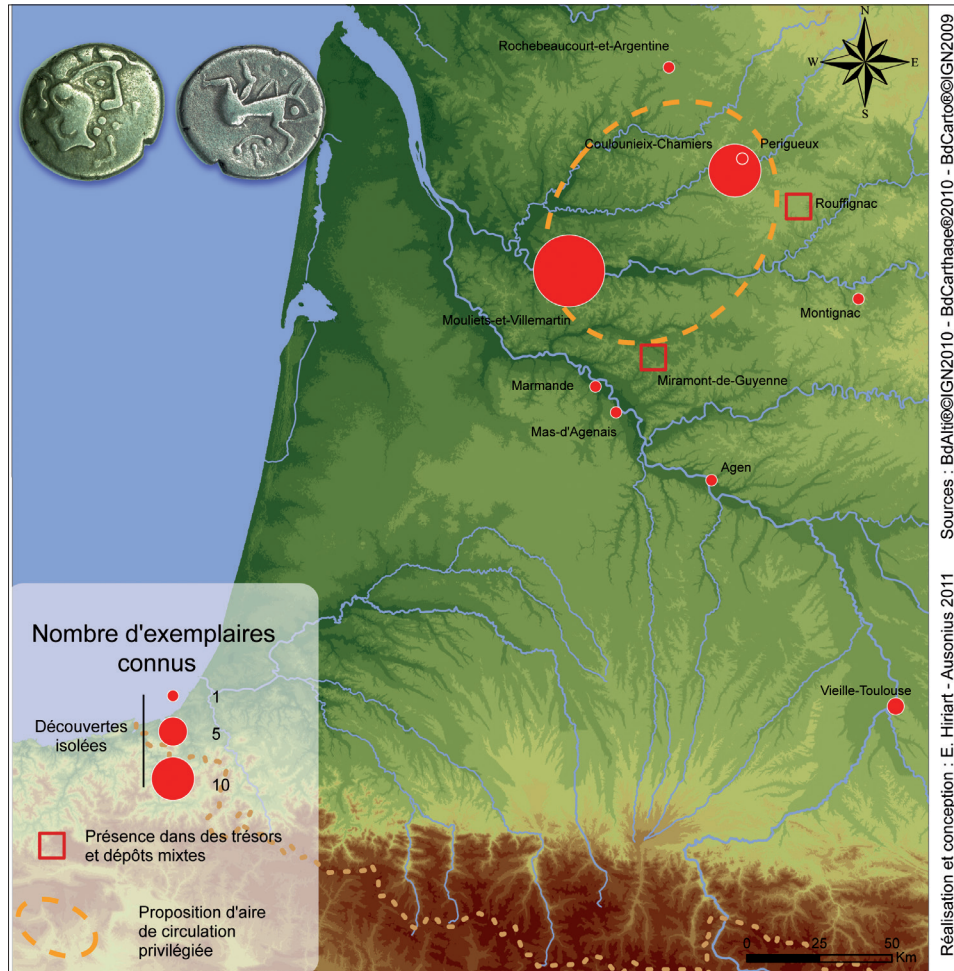 N
W
E
S
Rochebeaucourt-et-Argentine
Coulounieix-Chamiers
Perigueux
Rouffignac
Montignac
Mouliets-et-Villemartin
Miramont-de-Guyenne
Marmande
Mas-d'Agenais
Agen
Vieille-Toulouse
Nombre d'exemplaires
connus
Découvertes
isolées
1
5
10
Présence dans des trésors
et dépôts mixtes
Proposition d'aire
de circulation
privilégiée
0
25
50
Km
Sources : BdAlti®©IGN2010 - BdCarthage®2010 - BdCarto®©IGN2009
Réalisation et conception : E. Hiriart - Ausonius 2011